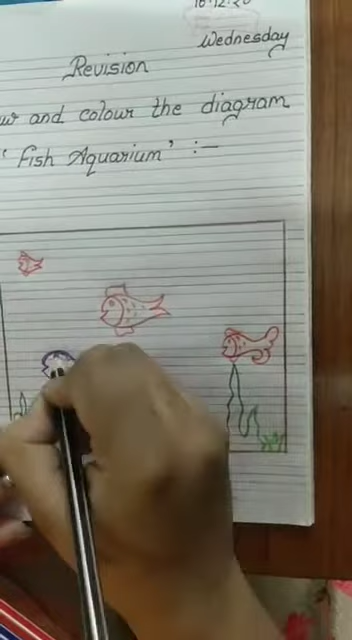 Wednesday
Revision
and colour the diagram
' Fish Aquarium' :-